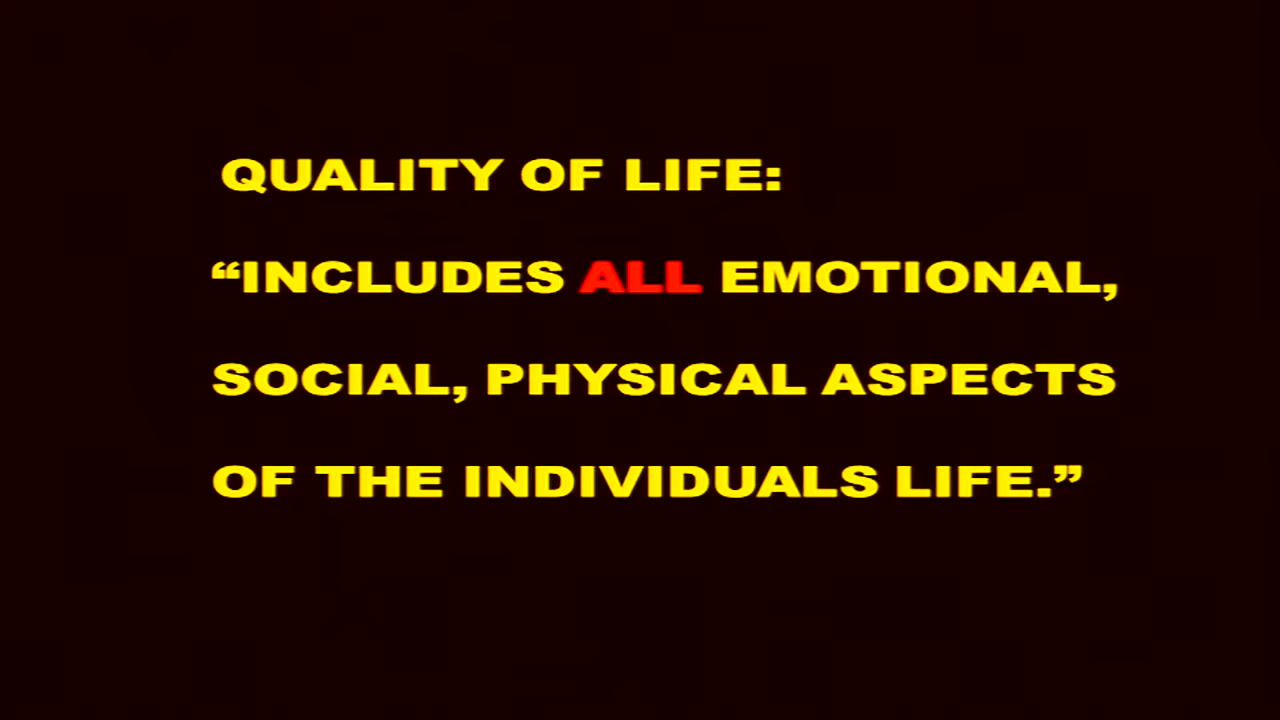 QUALITY OF LIFE:
“INCLUDES ALL EMOTIONAL,
SOCIAL, PHYSICAL ASPECTS
OF THE INDIVIDUALS LIFE.”